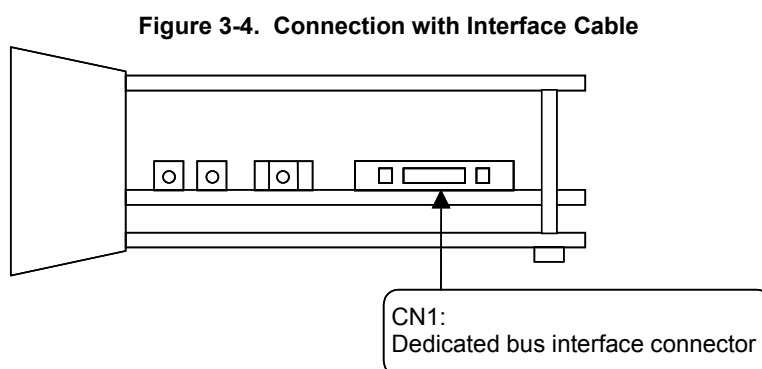 Figure 3-4. Connection with Interface Cable
CN1:
Dedicated bus interface connector